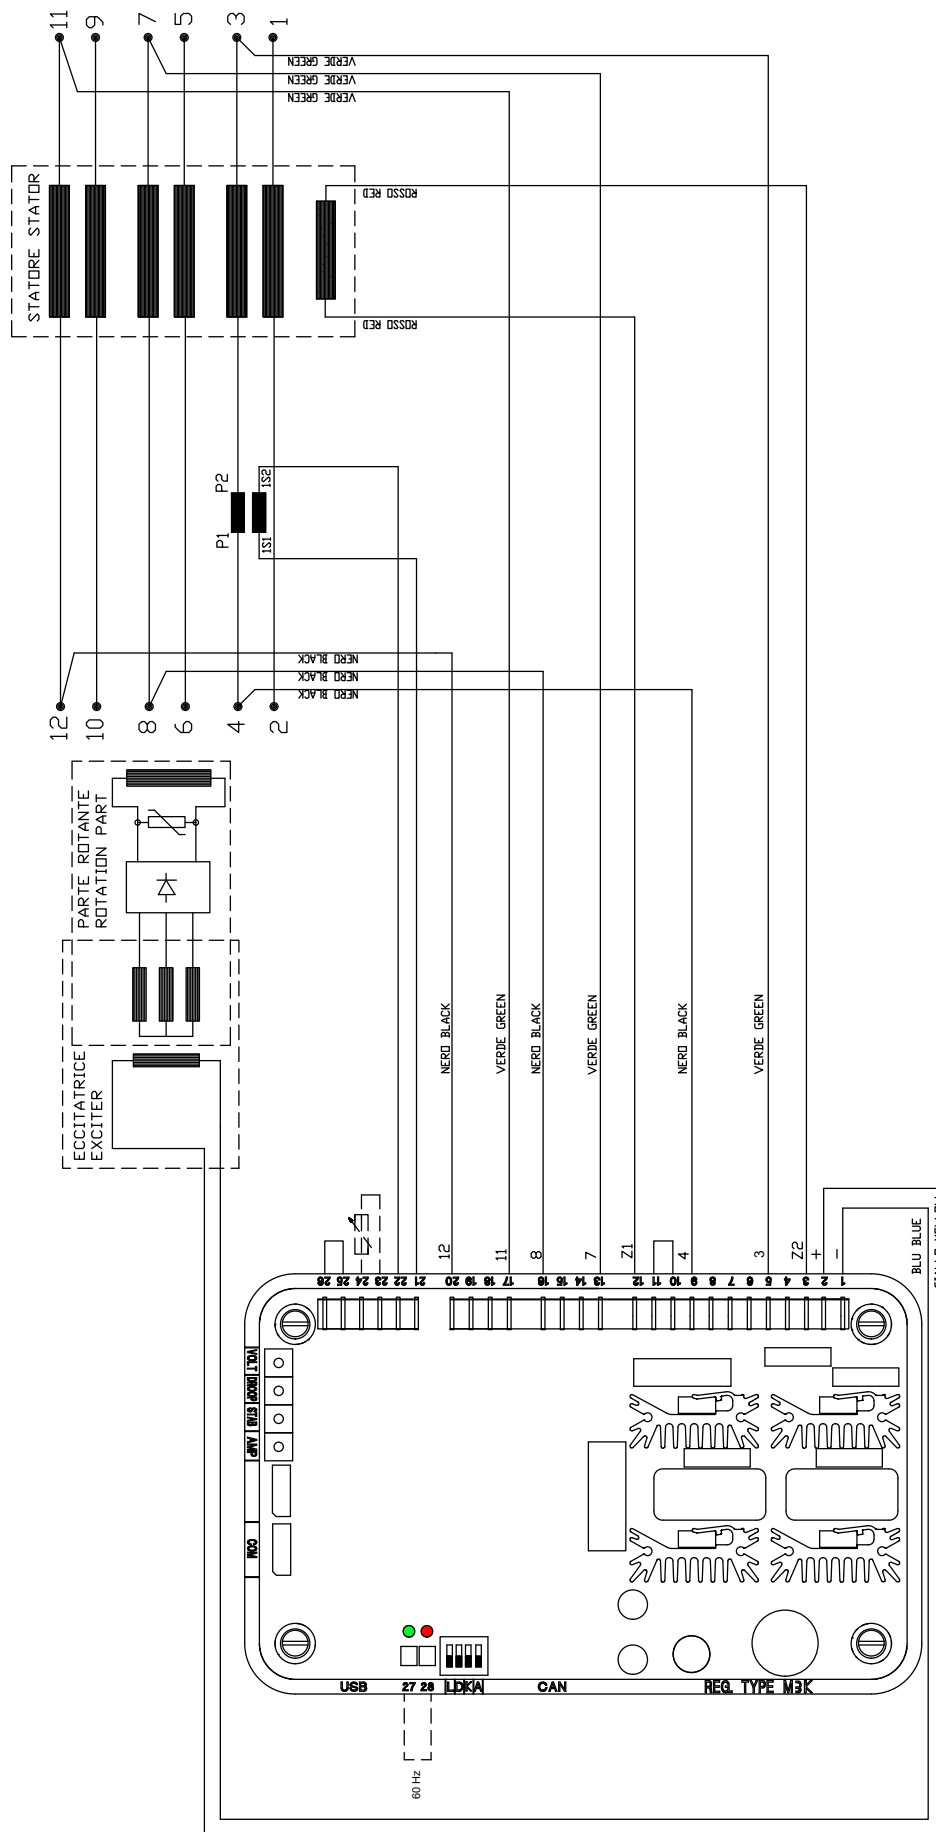 11
9
7
5
3
1
VERDE GREEN
VERDE GREEN
VERDE GREEN
STATORE STATOR
ROSSO RED
ROSSO RED
P2
P1
1S2
1S1
NERO BLACK
NERO BLACK
NERO BLACK
12
10
8
6
4
2
PARTE ROTANTE
ROTATION PART
ECCITATRICE
EXCITER
NERO BLACK
VERDE GREEN
NERO BLACK
VERDE GREEN
NERO BLACK
VERDE GREEN
12
11
8
7
Z1
4
3
Z2
+
-
BLU BLUE
26
25
24
23
22
21
20
19
18
17
16
15
14
13
12
11
10
9
8
7
6
5
4
3
2
1
VOLT
DROOP
STAB
AMP
COM
USB
27 28
L
D
K
A
CAN
REG. TYPE M3K
60 Hz